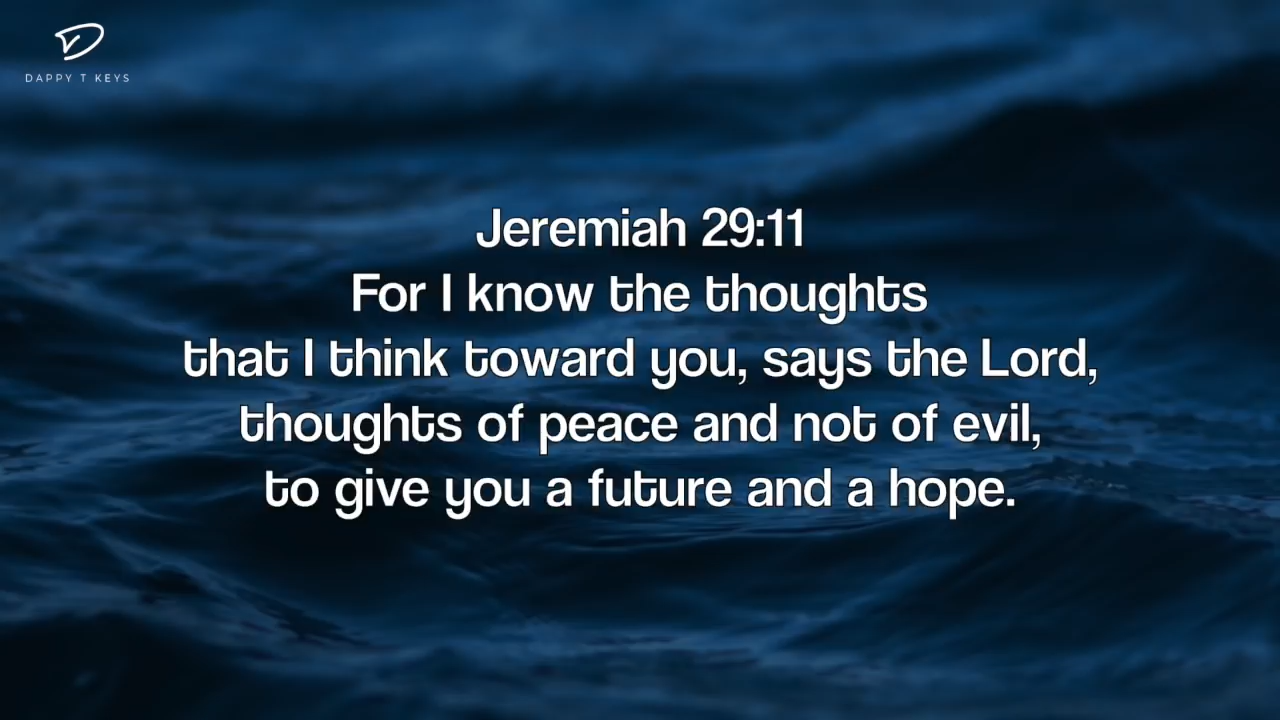 DAPPY T KEYS
Jeremiah 29:11
For I know the thoughts
that I think toward you, says the Lord,
thoughts of peace and not of evil,
to give you a future and a hope.